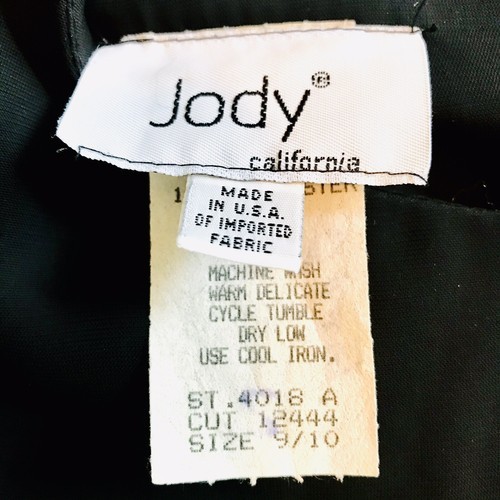 Jody®
california
MADE
IN U.S.A.
OF IMPORTED
FABRIC
MACHINE WASH
WARM DELICATE
CYCLE TUMBLE
DRY LOW
USE COOL IRON.
ST.4018 A
CUT 12444
SIZE 9/10